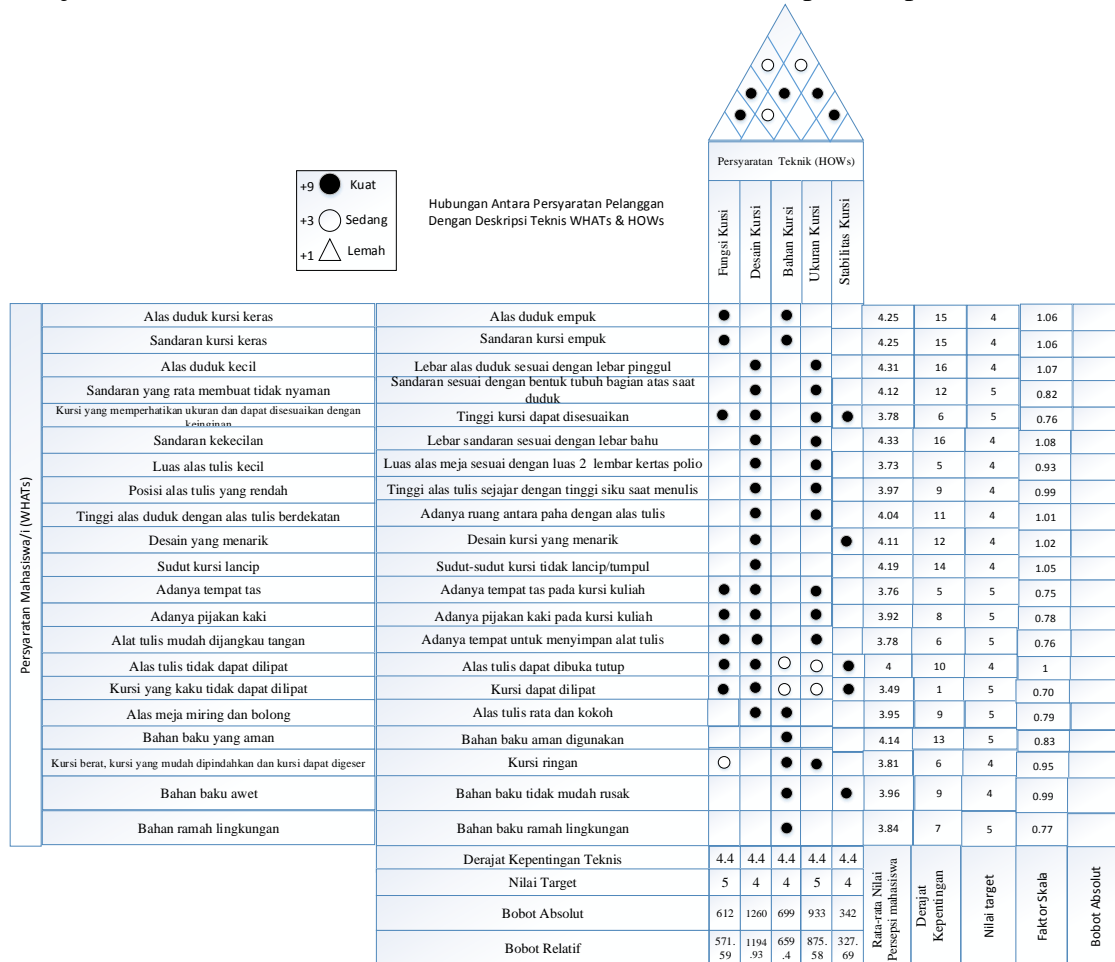 Persyaratan Teknik (HOWs)
+9 Kuat
+3 Sedang
+1 Lemah
Hubungan Antara Persyaratan Pelanggan
Dengan Deskripsi Teknis WHATs & HOWs
Fungsi Kursi
Desain Kursi
Bahan Kursi
Ukuran Kursi
Stabilitas Kursi
Persyaratan Mahasiswa/i (WHATs)
Alas duduk kursi keras Alas duduk empuk 4.25 15 4 1.06
Sandaran kursi keras Sandaran kursi empuk 4.25 15 4 1.06
Alas duduk kecil Lebar alas duduk sesuai dengan lebar pinggul 4.31 16 4 1.07
Sandaran yang rata membuat tidak nyaman Sandaran sesuai dengan bentuk tubuh bagian atas saat
duduk 4.12 12 5 0.82
Kursi yang memperhatikan ukuran dan dapat disesuaikan dengan
keinginan Tinggi kursi dapat disesuaikan 3.78 6 5 0.76
Sandaran kekecilan Lebar sandaran sesuai dengan lebar bahu 4.33 16 4 1.08
Luas alas tulis kecil Luas alas meja sesuai dengan luas 2 lembar kertas polio 3.73 5 4 0.93
Posisi alas tulis yang rendah Tinggi alas tulis sejajar dengan tinggi siku saat menulis 3.97 9 4 0.99
Tinggi alas duduk dengan alas tulis berdekatan Adanya ruang antara paha dengan alas tulis 4.04 11 4 1.01
Desain yang menarik Desain kursi yang menarik 4.11 12 4 1.02
Sudut kursi lancip Sudut-sudut kursi tidak lancip/tumpul 4.19 14 4 1.05
Adanya tempat tas Adanya tempat tas pada kursi kuliah 3.76 5 5 0.75
Adanya pijakan kaki Adanya pijakan kaki pada kursi kuliah 3.92 8 5 0.78
Alat tulis mudah dijangkau tangan Adanya tempat untuk menyimpan alat tulis 3.78 6 5 0.76
Alas tulis tidak dapat dilipat Alas tulis dapat dibuka tutup 4 10 4 1
Kursi yang kaku tidak dapat dilipat Kursi dapat dilipat 3.49 1 5 0.70
Alas meja miring dan bolong Alas tulis rata dan kokoh 3.95 9 5 0.79
Bahan baku yang aman Bahan baku aman digunakan 4.14 13 5 0.83
Kursi berat, kursi yang mudah dipindahkan dan kursi dapat digeser Kursi ringan 3.81 6 4 0.95
Bahan baku awet Bahan baku tidak mudah rusak 3.96 9 4 0.99
Bahan ramah lingkungan Bahan baku ramah lingkungan 3.84 7 5 0.77
Derajat Kepentingan Teknis 4.4 4.4 4.4 4.4 4.4
Nilai Target 5 4 4 5 4
Bobot Absolut 612 1260 699 933 342
Bobot Relatif 571.59 1194.93 659.4 875.58 327.69
Rata-rata Nilai
Persepsi mahasiswa
Derajat
Kepentingan
Nilai target
Faktor Skala
Bobot Absolut